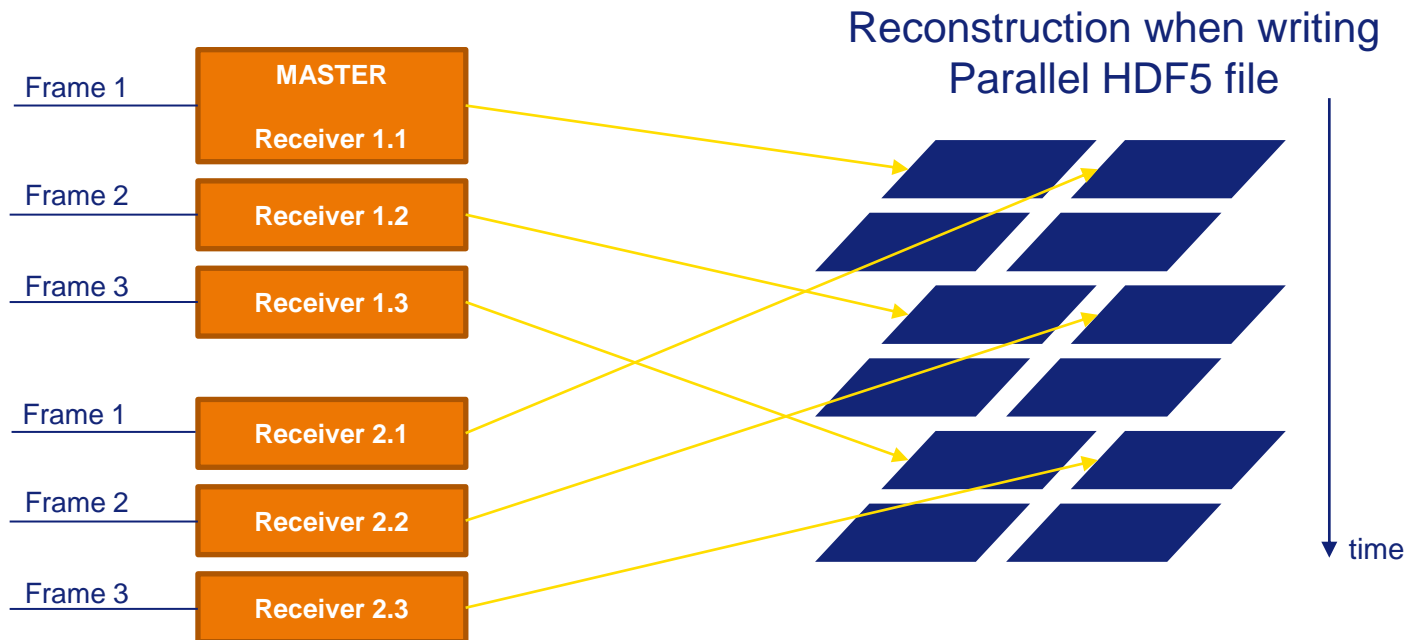 Reconstruction when writing
Parallel HDF5 file
Frame 1
MASTER
Receiver 1.1
Frame 2
Receiver 1.2
Frame 3
Receiver 1.3
Frame 1
Receiver 2.1
Frame 2
Receiver 2.2
Frame 3
Receiver 2.3
time